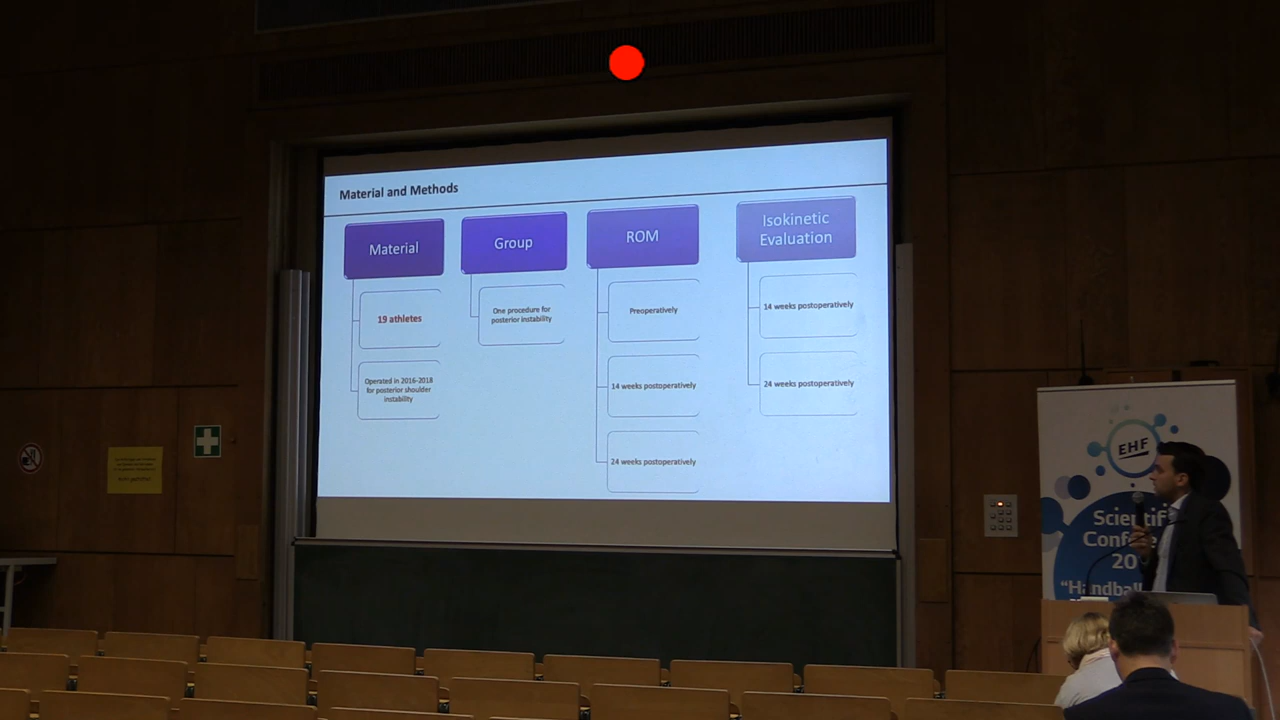 Material and Methods
Material
19 athletes
Operated in 2016-2018
for posterior shoulder
instability
Group
One procedure for
posterior instability
ROM
Preoperatively
14 weeks postoperatively
24 weeks postoperatively
Isokinetic
Evaluation
14 weeks postoperatively
24 weeks postoperatively
EHF
Scientif
Conf
20
"Handball